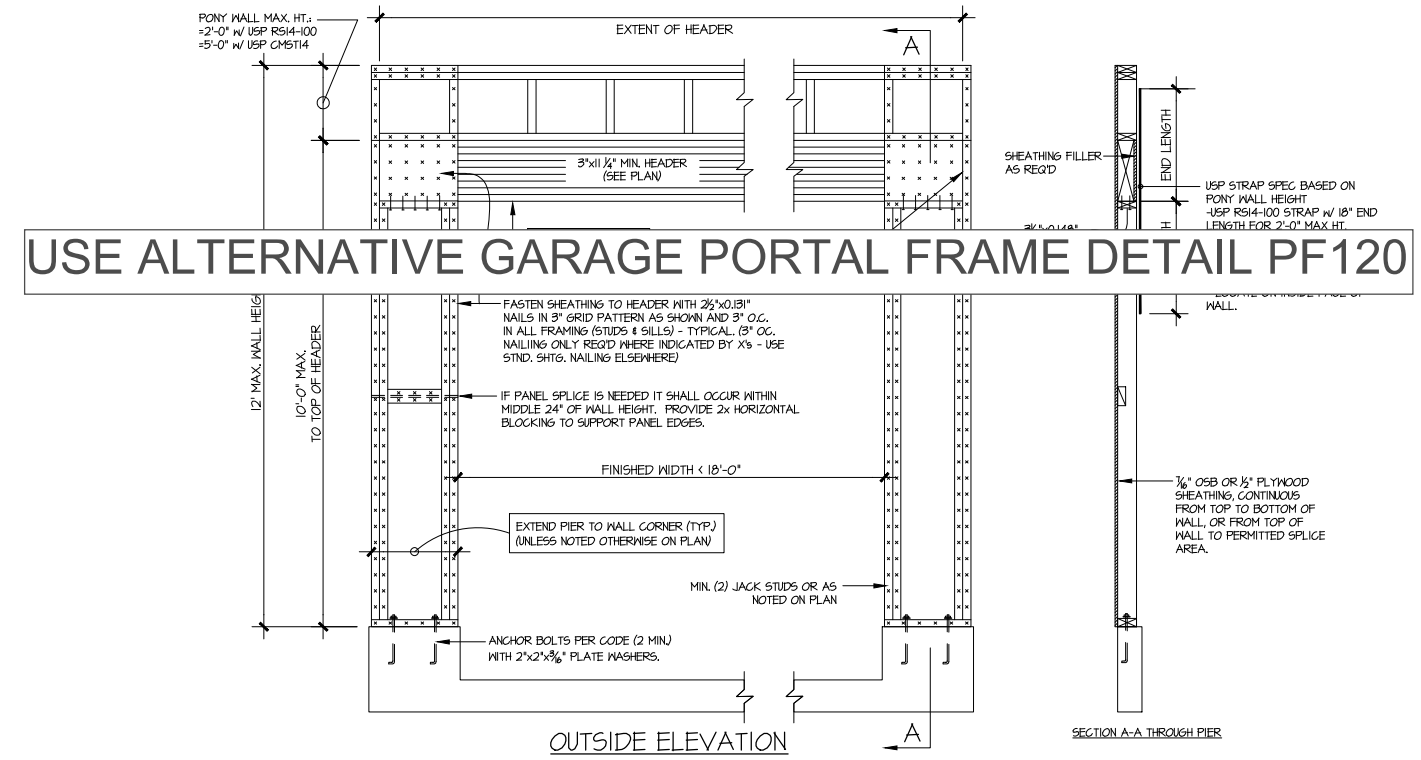 PONY WALL MAX. HT.:
=2'-0" W/ USP RS14-100
=5'-0" W/ USP CMST14
EXTENT OF HEADER
A
3"x11 1/4" MIN. HEADER
(SEE PLAN)
SHEATHING FILLER
AS REQ'D
END LENGTH
USP STRAP SPEC BASED ON
PONY WALL HEIGHT
-USP RS14-100 STRAP W/ 18" END
LENGTH FOR 2'-0" MAX HT.
USE ALTERNATIVE GARAGE PORTAL FRAME DETAIL PF120
WALL.
12' MAX. WALL
10'-0" MAX.
TO TOP OF HEADER
FASTEN SHEATHING TO HEADER WITH 2½"x0.131"
NAILS IN 3" GRID PATTERN AS SHOWN AND 3" O.C.
IN ALL FRAMING (STUDS & SILLS) - TYPICAL. (3" OC.
NAILIING ONLY REQ'D WHERE INDICATED BY X's - USE
STND. SHTG. NAILING ELSEWHERE)
IF PANEL SPLICE IS NEEDED IT SHALL OCCUR WITHIN
MIDDLE 24" OF WALL HEIGHT. PROVIDE 2x HORIZONTAL
BLOCKING TO SUPPORT PANEL EDGES.
FINISHED WIDTH < 18'-0"
EXTEND PIER TO WALL CORNER (TYP.)
(UNLESS NOTED OTHERWISE ON PLAN)
7/16" OSB OR ½" PLYWOOD
SHEATHING, CONTINUOUS
FROM TOP TO BOTTOM OF
WALL, OR FROM TOP OF
WALL TO PERMITTED SPLICE
AREA.
MIN. (2) JACK STUDS OR AS
NOTED ON PLAN
ANCHOR BOLTS PER CODE (2 MIN.)
WITH 2"x2"x3/16" PLATE WASHERS.
A
OUTSIDE ELEVATION
SECTION A-A THROUGH PIER